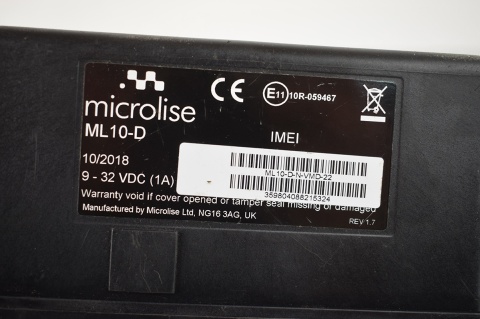 microlise
CE E11 10R-059467
ML10-D
IMEI
10/2018
ML10-D-N-VMD-22
9 - 32 VDC (1A)
359804088215324
Warranty void if cover opened or tamper seal missing or damaged
Manufactured by Microlise Ltd, NG16 3AG, UK
REV 1.7